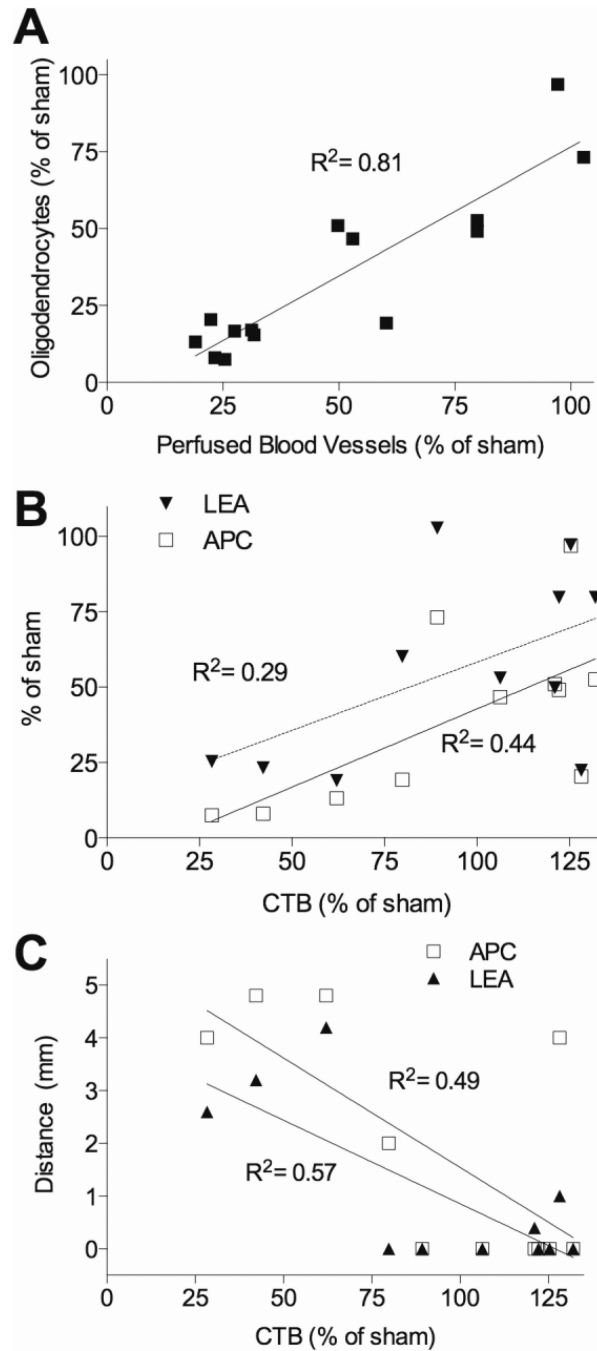 A
100
75
50
25
0
Oligodendrocytes (% of sham)
R²= 0.81
0 25 50 75 100
Perfused Blood Vessels (% of sham)
B
LEA
APC
100
75
50
25
0
% of sham
R²= 0.29
R²= 0.44
0 25 50 75 100 125
CTB (% of sham)
C
APC
LEA
5
4
3
2
1
0
Distance (mm)
R²= 0.49
R²= 0.57
0 25 50 75 100 125
CTB (% of sham)